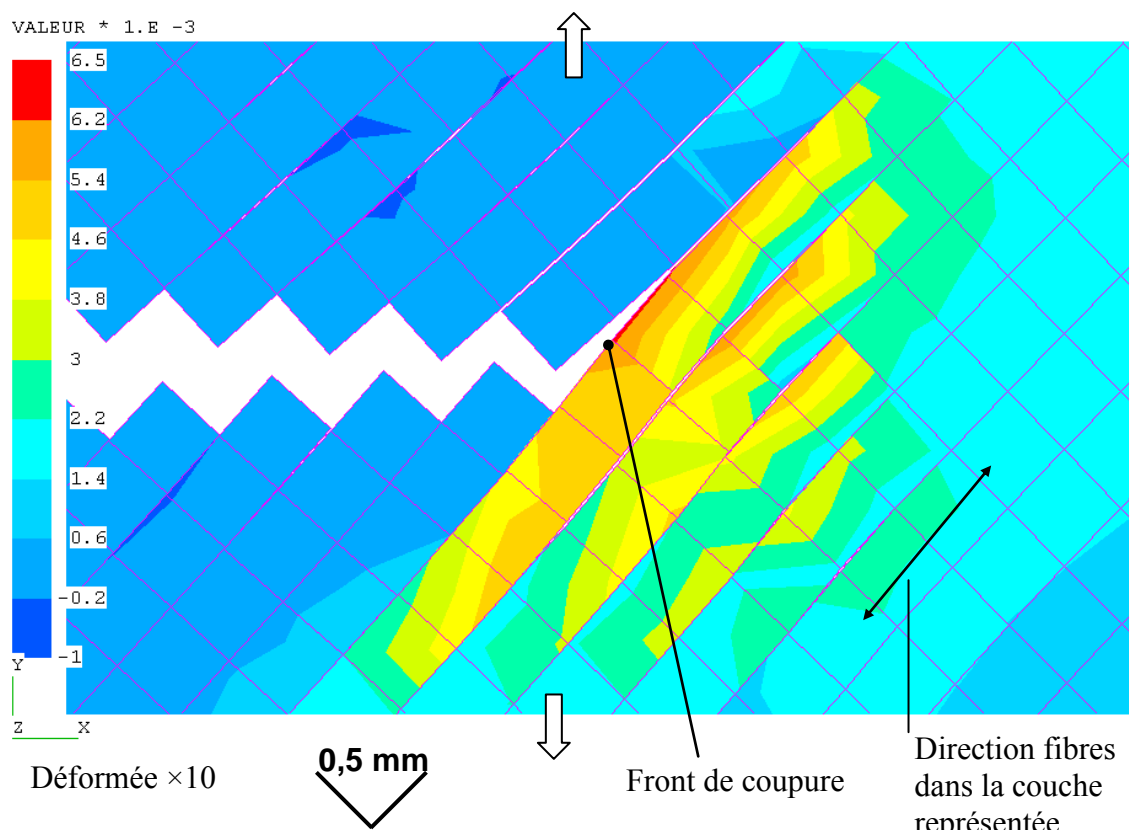 VALEUR * 1.E -3
6.5
6.2
5.4
4.6
3.8
3
2.2
1.4
0.6
-0.2
-1
Y
Z X
Déformée ×10
0,5 mm
Front de coupure
Direction fibres
dans la couche
représentée